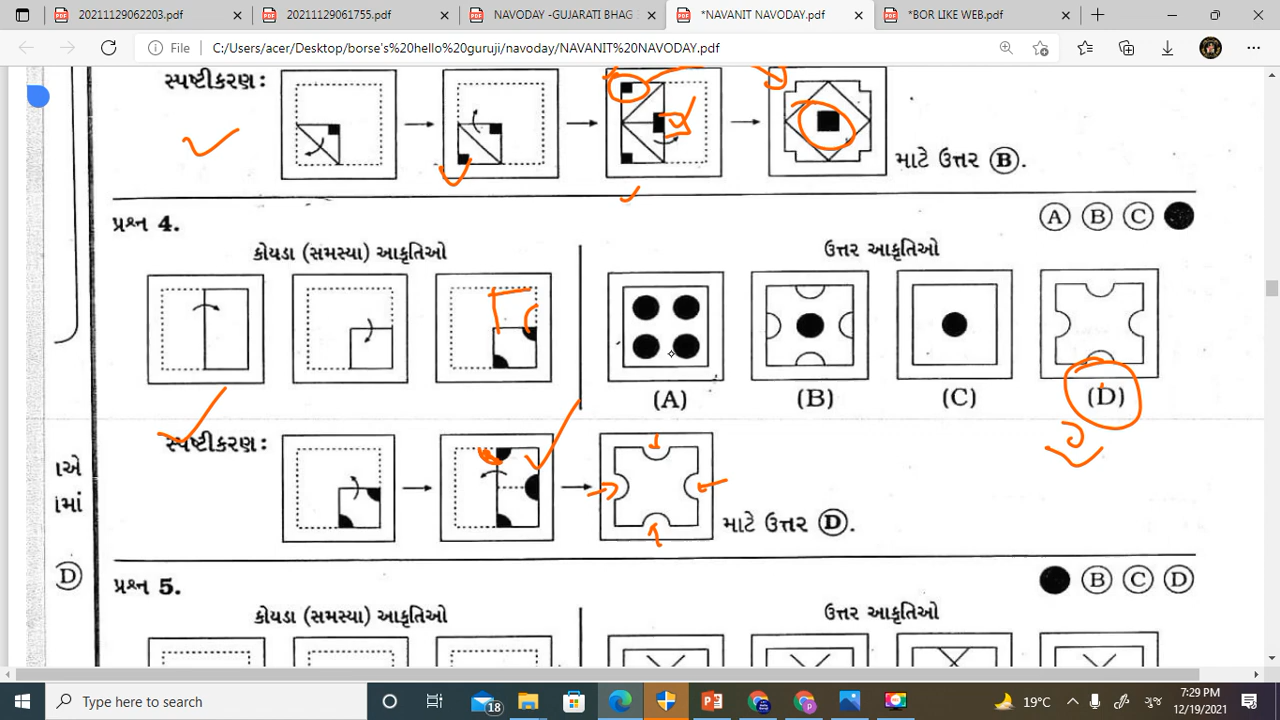 20211129062203.pdf
20211129061755.pdf
NAVODAY -GUJARATI BHAG
*NAVANIT NAVODAY.pdf
*BOR LIKE WEB.pdf
File
C:/Users/acer/Desktop/borse's%20hello%20guruji/navoday/NAVANIT%20NAVODAY.pdf
સ્પષ્ટીકરણ:
માટે ઉત્તર B.
પ્રશ્ન 4.
A B C
કોયડા (સમસ્યા) આકૃતિઓ
ઉત્તર આકૃતિઓ
(A) (B) (C) (D)
સ્પષ્ટીકરણ:
માટે ઉત્તર D.
D
પ્રશ્ન 5.
B C D
કોયડા (સમસ્યા) આકૃતિઓ
ઉત્તર આકૃતિઓ
Type here to search
18
19°C
7:29 PM
12/19/2021